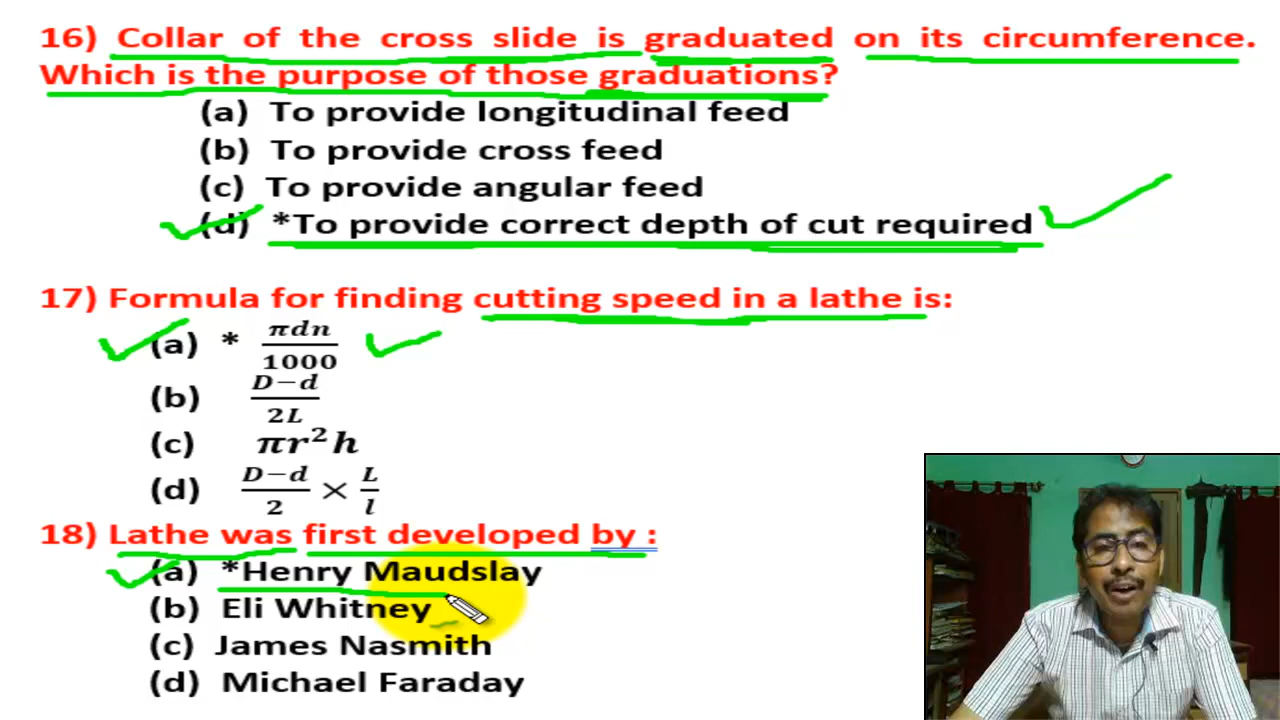 16) Collar of the cross slide is graduated on its circumference.
Which is the purpose of those graduations?
(a) To provide longitudinal feed
(b) To provide cross feed
(c) To provide angular feed
(d) *To provide correct depth of cut required
17) Formula for finding cutting speed in a lathe is:
(a) * πdn/1000
(b) D−d/2L
(c) πr²h
(d) D−d/2 × L/l
18) Lathe was first developed by :
(a) *Henry Maudslay
(b) Eli Whitney
(c) James Nasmith
(d) Michael Faraday